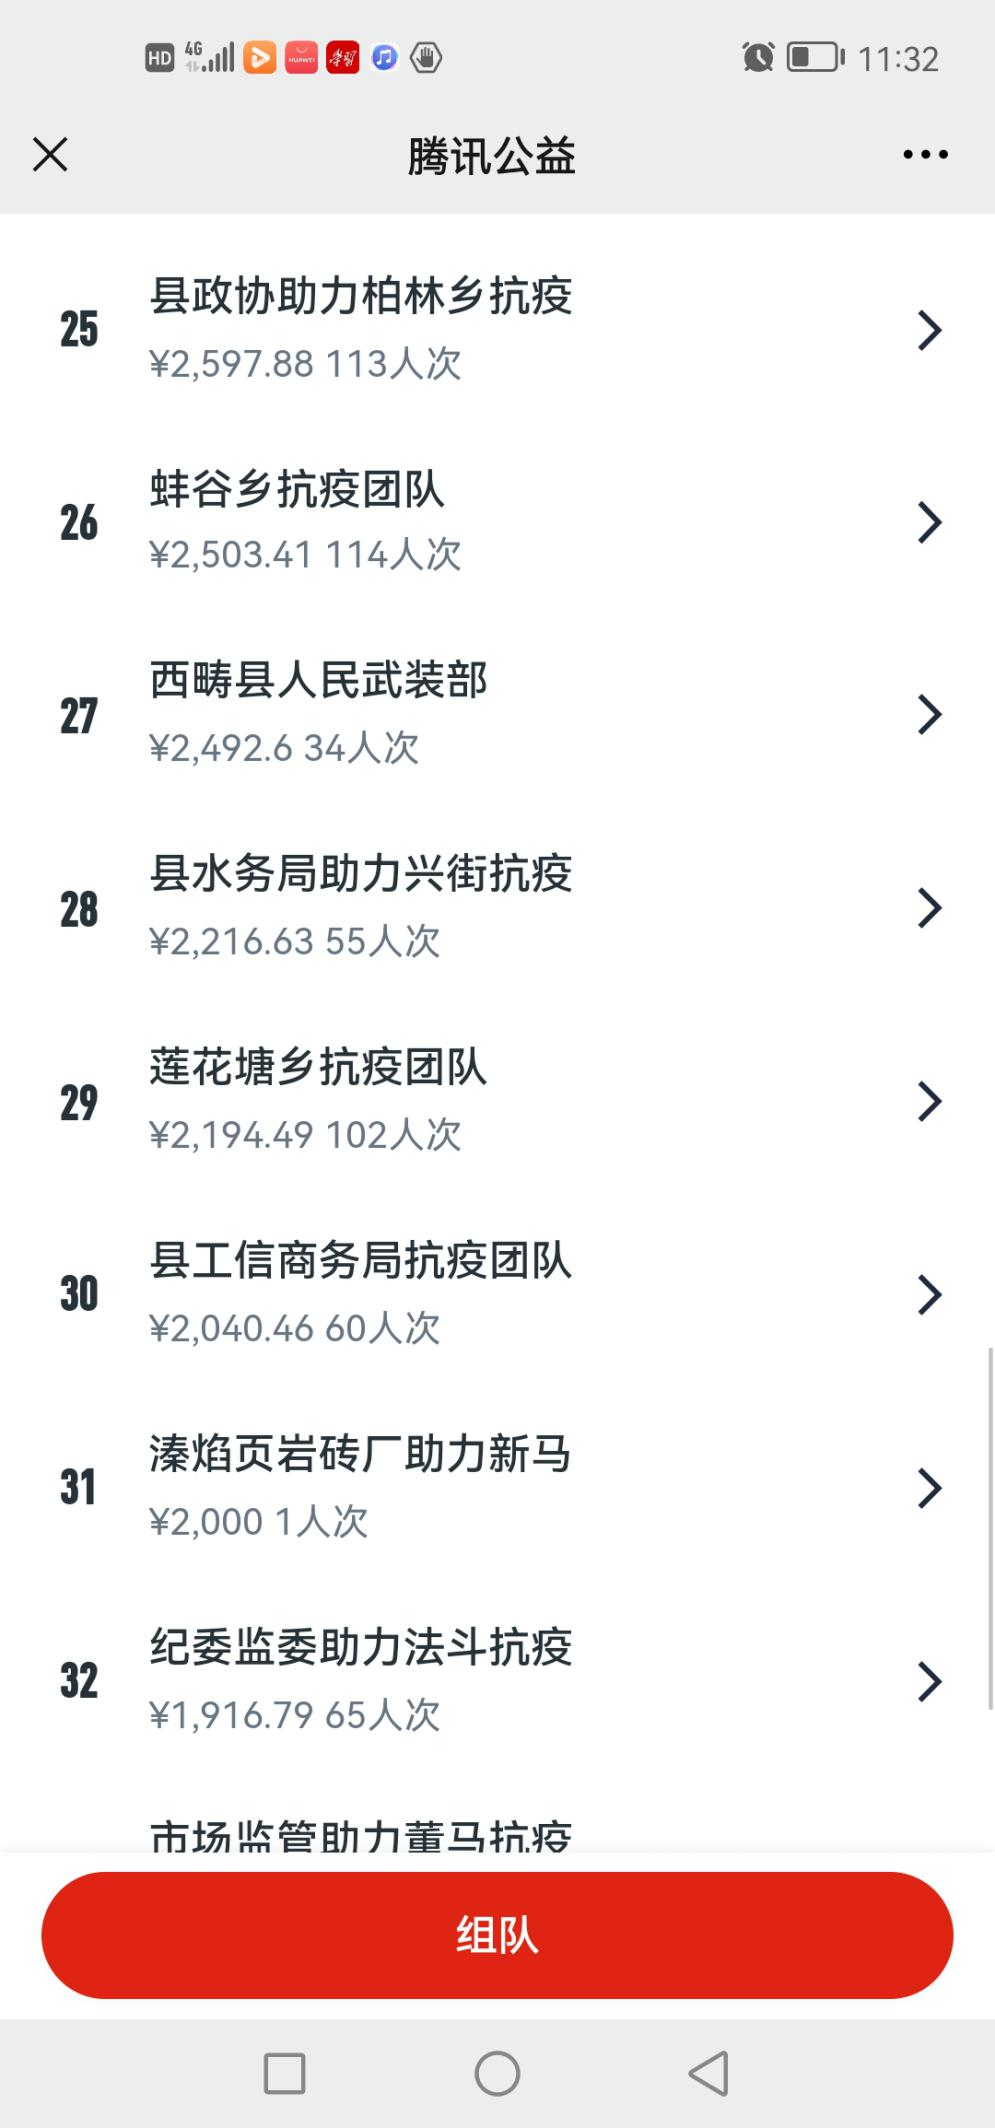 HD 4G HUAWEI 学习 11:32
腾讯公益
25
县政协助力柏林乡抗疫
¥2,597.88 113人次
26
蚌谷乡抗疫团队
¥2,503.41 114人次
27
西畴县人民武装部
¥2,492.6 34人次
28
县水务局助力兴街抗疫
¥2,216.63 55人次
29
莲花塘乡抗疫团队
¥2,194.49 102人次
30
县工信商务局抗疫团队
¥2,040.46 60人次
31
溱焰页岩砖厂助力新马
¥2,000 1人次
32
纪委监委助力法斗抗疫
¥1,916.79 65人次
市场监管助力董马抗疫
组队